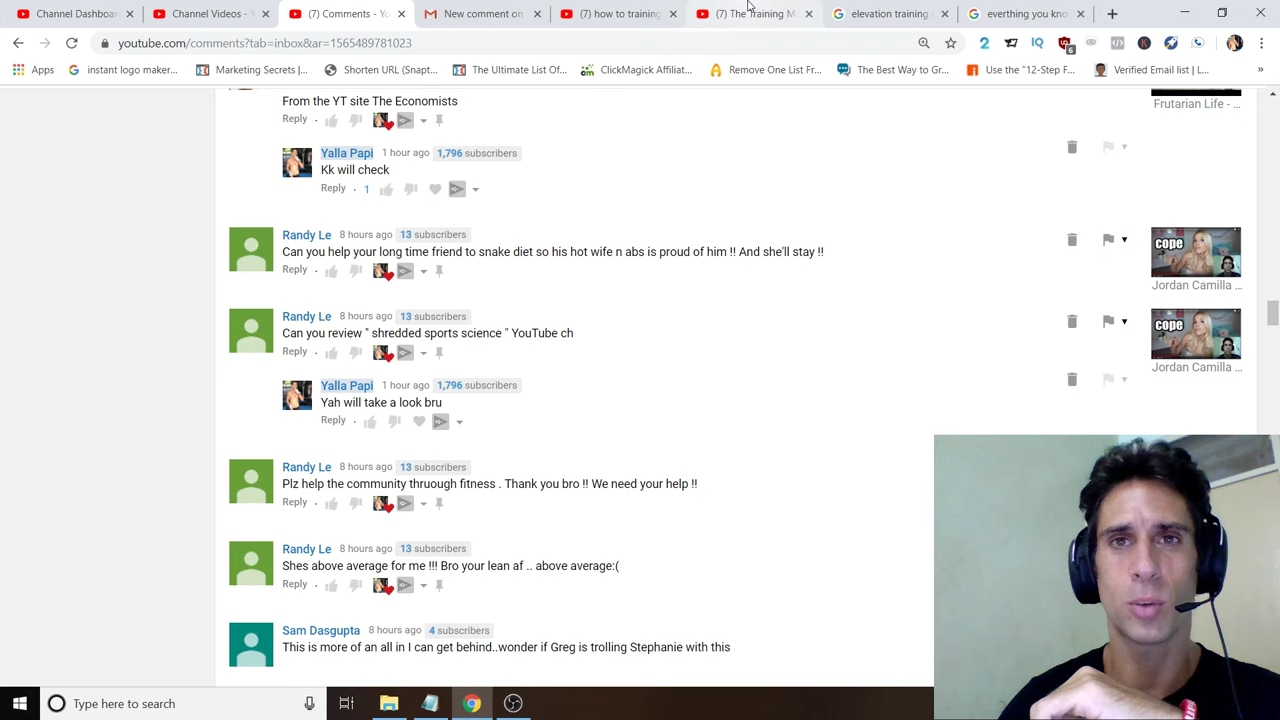 Channel Dashboar
Channel Videos - Y
(7) Comments - Yo
New comment on
(7) how to training
(7) The Training Ma
elevation training
everthing you know
youtube.com/comments?tab=inbox&ar=1565489781023
2
IQ
K
6
Apps
instant logo maker...
Marketing Secrets |...
Shorten URL (Snapt...
The Ultimate List Of...
ClickMagick Affiliat...
Remove One List Fr...
The Best Way to Gr...
Use the "12-Step F...
Verified Email list | L...
»
From the YT site The Economists
Reply ·
Frutarian Life - ...
Yalla Papi 1 hour ago 1,796 subscribers
Kk will check
Reply · 1
Randy Le 8 hours ago 13 subscribers
Can you help your long time friend to snake diet so his hot wife n abs is proud of him !! And she'll stay !!
Reply ·
cope
Jordan Camilla ...
Randy Le 8 hours ago 13 subscribers
Can you review " shredded sports science " YouTube ch
Reply ·
cope
Jordan Camilla ...
Yalla Papi 1 hour ago 1,796 subscribers
Yah will take a look bru
Reply ·
Randy Le 8 hours ago 13 subscribers
Plz help the community thruough fitness . Thank you bro !! We need your help !!
Reply ·
Randy Le 8 hours ago 13 subscribers
Shes above average for me !!! Bro your lean af .. above average:(
Reply ·
Sam Dasgupta 8 hours ago 4 subscribers
This is more of an all in I can get behind..wonder if Greg is trolling Stephanie with this
Type here to search